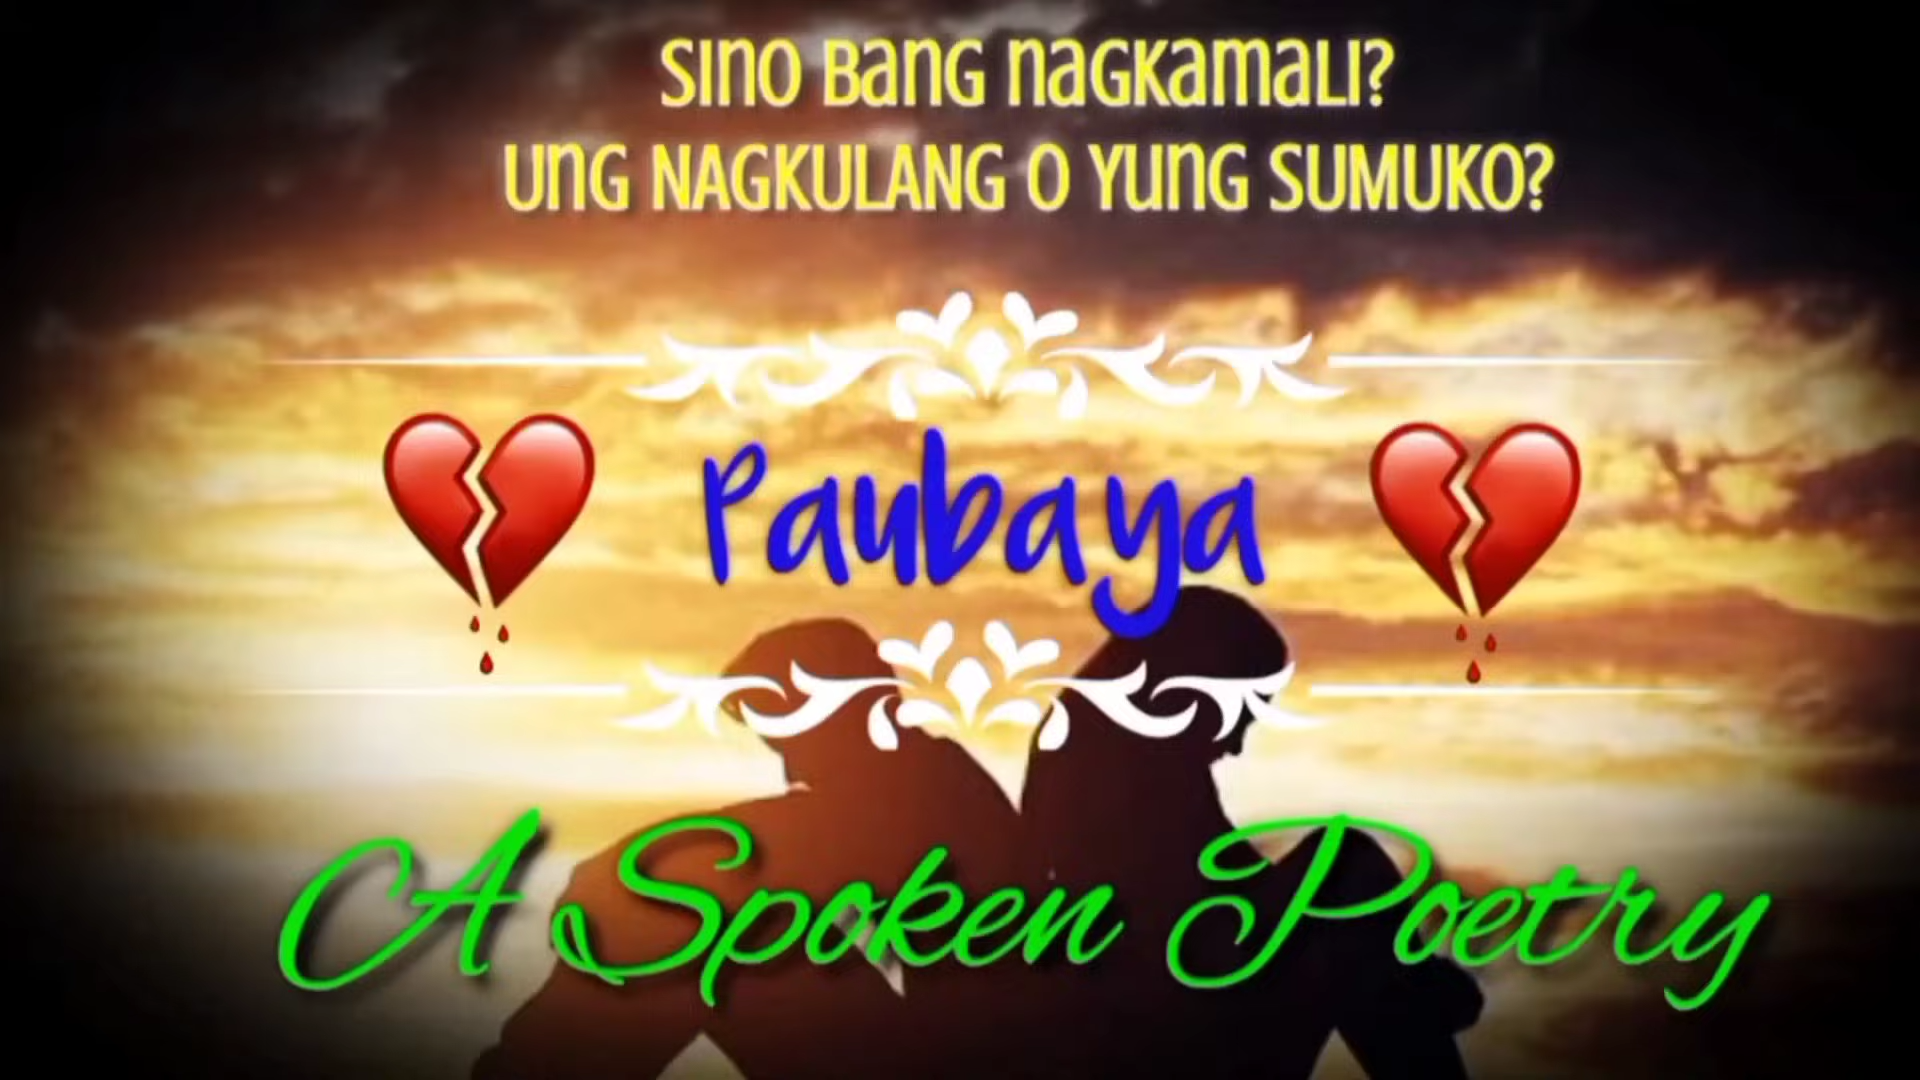 Sino Bang nagkamali?
Ung NAGKULANG o Yung SUMUKO?
Paubaya
A Spoken Poetry